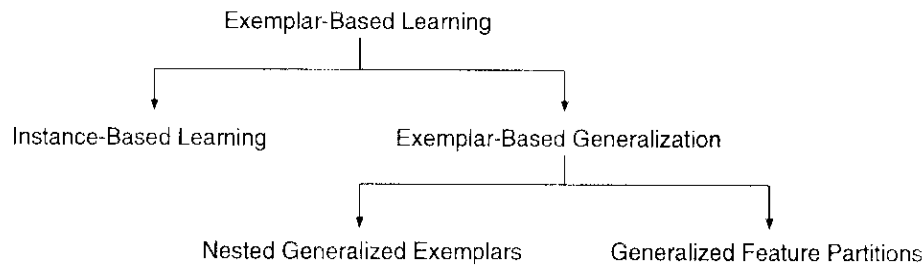 Exemplar-Based Learning
Instance-Based Learning
Exemplar-Based Generalization
Nested Generalized Exemplars
Generalized Feature Partitions